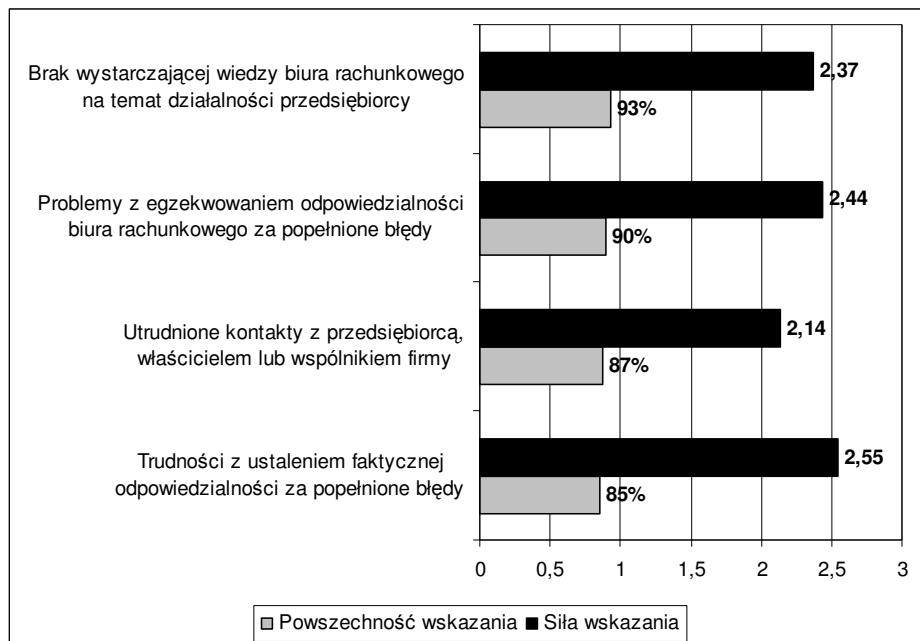 Brak wystarczającej wiedzy biura rachunkowego
na temat działalności przedsiębiorcy
2,37
93%
Problemy z egzekwowaniem odpowiedzialności
biura rachunkowego za popełnione błędy
2,44
90%
Utrudnione kontakty z przedsiębiorcą,
właścicielem lub wspólnikiem firmy
2,14
87%
Trudności z ustaleniem faktycznej
odpowiedzialności za popełnione błędy
2,55
85%
0 0,5 1 1,5 2 2,5 3
Powszechność wskazania Siła wskazania